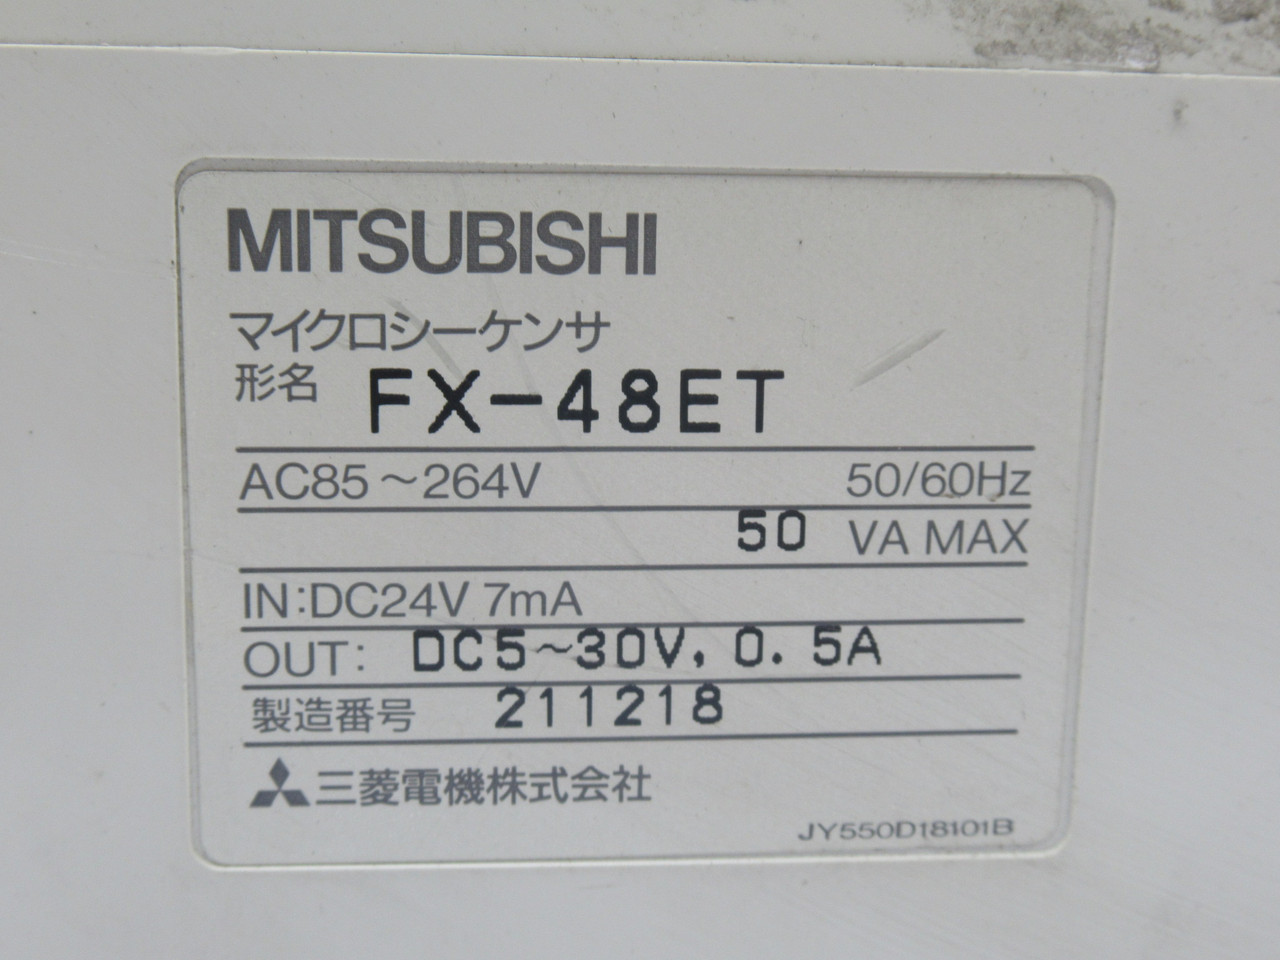 MITSUBISHI
マイクロシーケンサ
形名 FX-48ET
AC85～264V 50/60Hz
50 VA MAX
IN:DC24V 7mA
OUT: DC5~30V, 0.5A
製造番号 211218
三菱電機株式会社
JY550D18101B